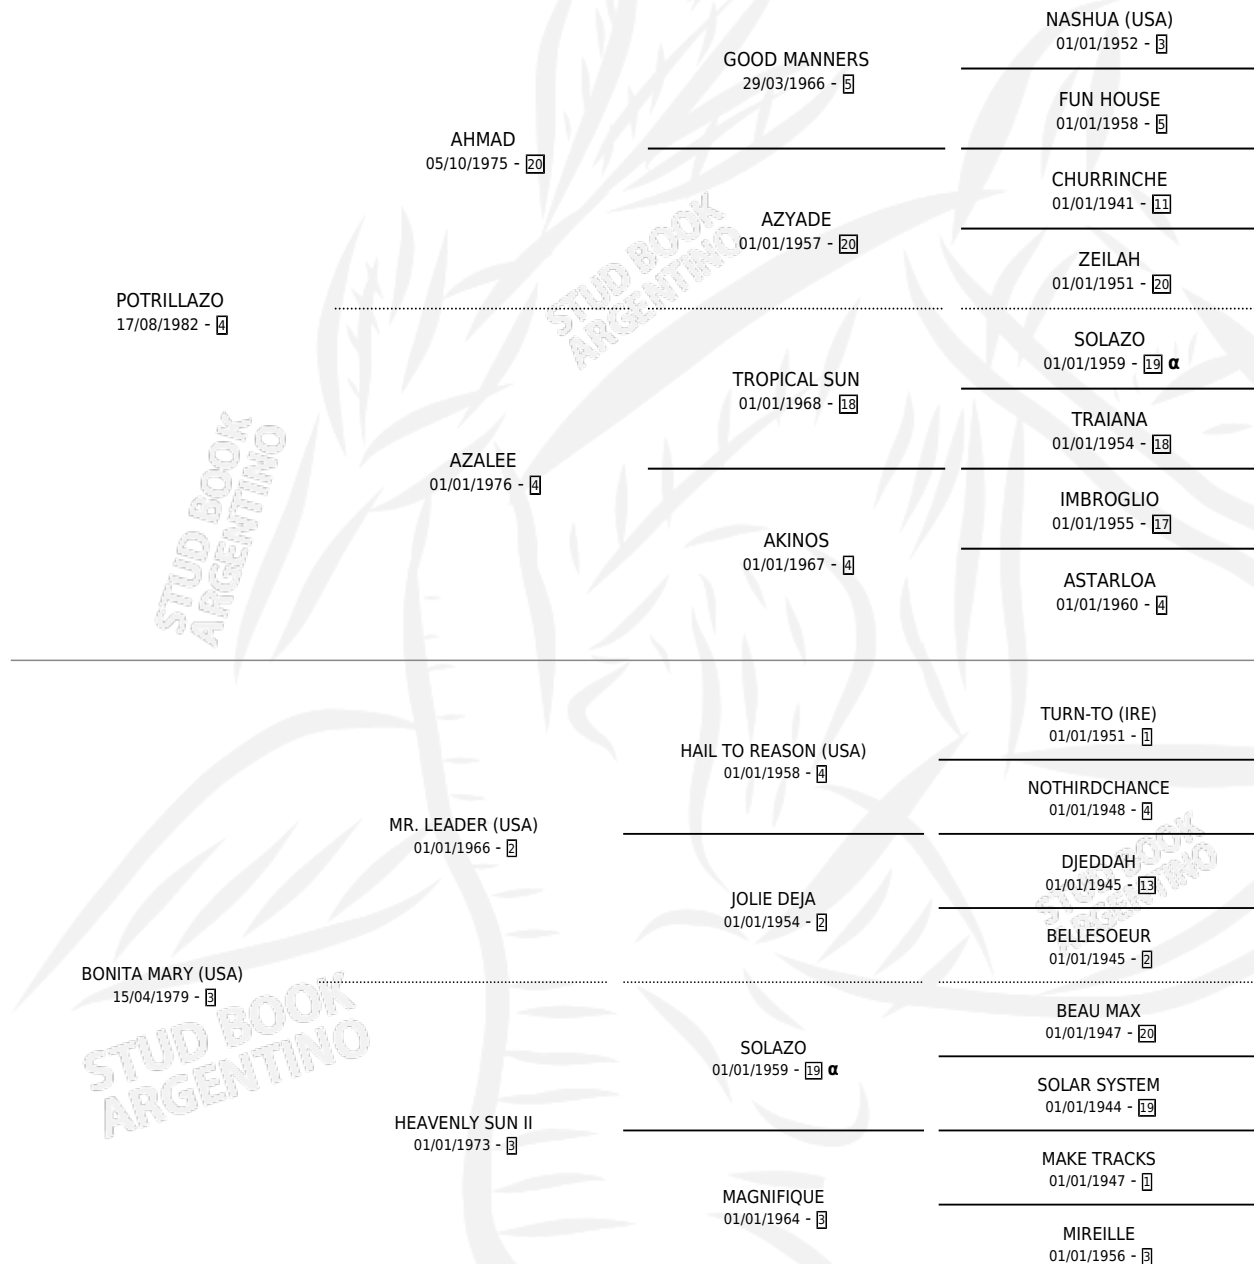 NASHUA (USA)
01/01/1952 - 3
GOOD MANNERS
29/03/1966 - 5
FUN HOUSE
01/01/1958 - 5
AHMAD
05/10/1975 - 20
CHURRINCHE
01/01/1941 - 11
AZYADE
01/01/1957 - 20
ZEILAH
01/01/1951 - 20
STUD BOOK
ARGENTINO
POTRILLAZO
17/08/1982 - 4
SOLAZO
01/01/1959 - 19 α
TROPICAL SUN
01/01/1968 - 18
TRAIANA
01/01/1954 - 18
AZALEE
01/01/1976 - 4
IMBROGLIO
01/01/1955 - 17
AKINOS
01/01/1967 - 4
ASTARLOA
01/01/1960 - 4
STUD BOOK
ARGENTINO
TURN-TO (IRE)
01/01/1951 - 1
HAIL TO REASON (USA)
01/01/1958 - 4
NOTHIRDCHANCE
01/01/1948 - 4
MR. LEADER (USA)
01/01/1966 - 2
DJEDDAH
01/01/1945 - 13
JOLIE DEJA
01/01/1954 - 2
BELLESOEUR
01/01/1945 - 2
STUD BOOK
ARGENTINO
BONITA MARY (USA)
15/04/1979 - 3
BEAU MAX
01/01/1947 - 20
SOLAZO
01/01/1959 - 19 α
SOLAR SYSTEM
01/01/1944 - 19
HEAVENLY SUN II
01/01/1973 - 3
MAKE TRACKS
01/01/1947 - 1
MAGNIFIQUE
01/01/1964 - 3
MIREILLE
01/01/1956 - 3
STUD BOOK
ARGENTINO